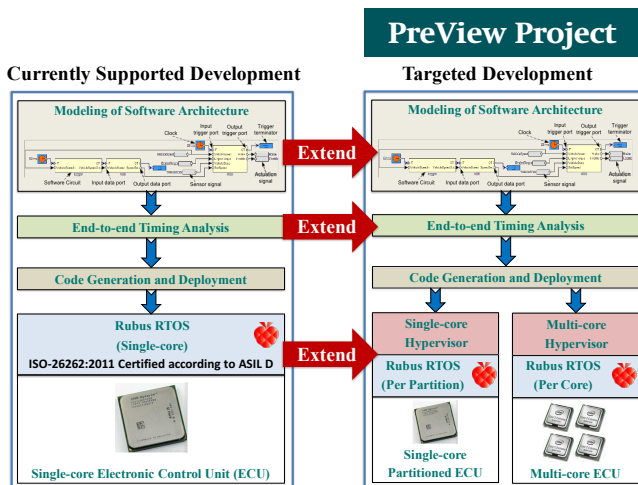 PreView Project
Currently Supported Development
Targeted Development
Modeling of Software Architecture
Clock
Input trigger port
Output trigger port
Trigger terminator
Software Circuit
Input data port
Output data port
Sensor signal
Actuation signal
Extend
Modeling of Software Architecture
Clock
Input trigger port
Output trigger port
Trigger terminator
Software Circuit
Input data port
Output data port
Sensor signal
Actuation signal
End-to-end Timing Analysis
Extend
End-to-end Timing Analysis
Code Generation and Deployment
Code Generation and Deployment
Rubus RTOS
(Single-core)
ISO-26262:2011 Certified according to ASIL D
Extend
Single-core
Hypervisor
Rubus RTOS
(Per Partition)
Multi-core
Hypervisor
Rubus RTOS
(Per Core)
Single-core Electronic Control Unit (ECU)
Single-core
Partitioned ECU
Multi-core ECU